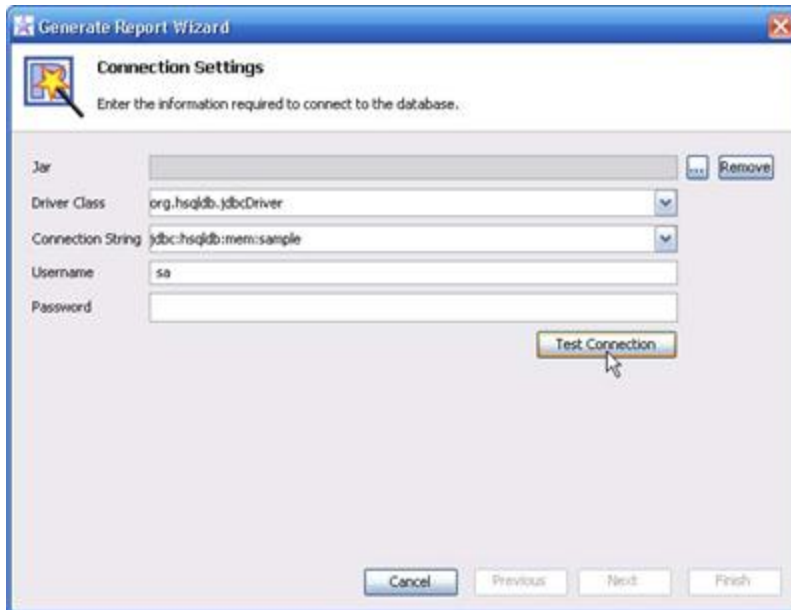 Generate Report Wizard
Connection Settings
Enter the information required to connect to the database.
Jar ... Remove
Driver Class org.hsqldb.jdbcDriver
Connection String jdbc:hsqldb:mem:sample
Username sa
Password
Test Connection
Cancel Previous Next Finish